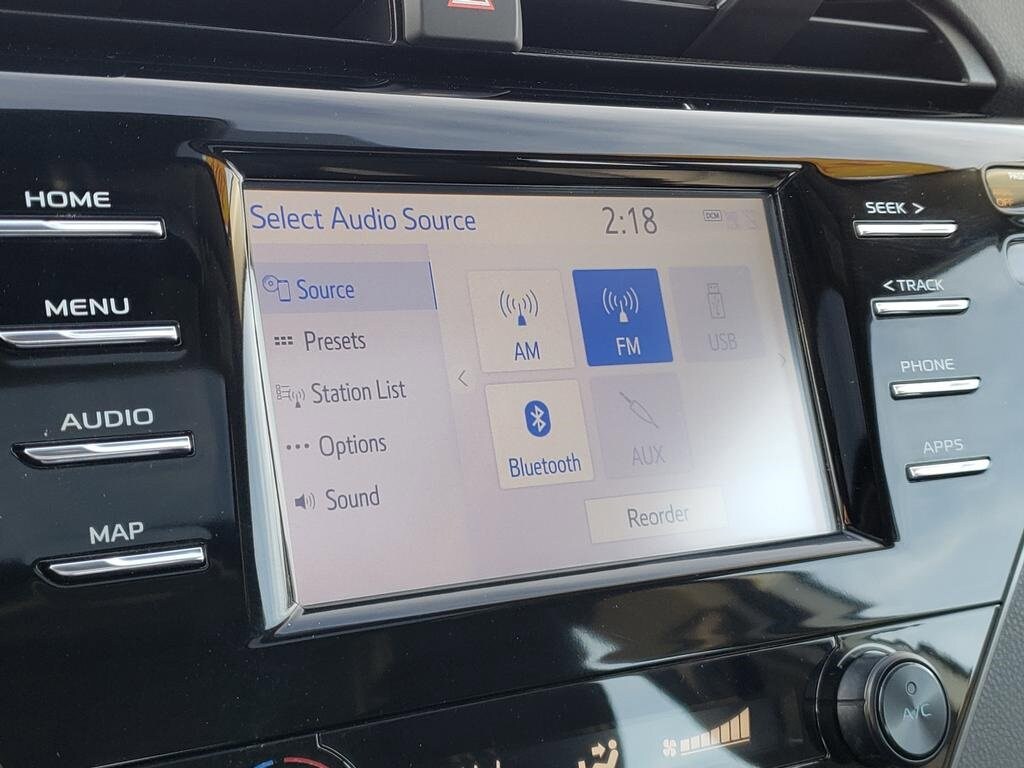 HOME
MENU
AUDIO
MAP
Select Audio Source
2:18
DCM
Source
Presets
Station List
Options
Sound
<
AM
FM
USB
>
Bluetooth
AUX
Reorder
SEEK >
< TRACK
PHONE
APPS
OFF
A/C